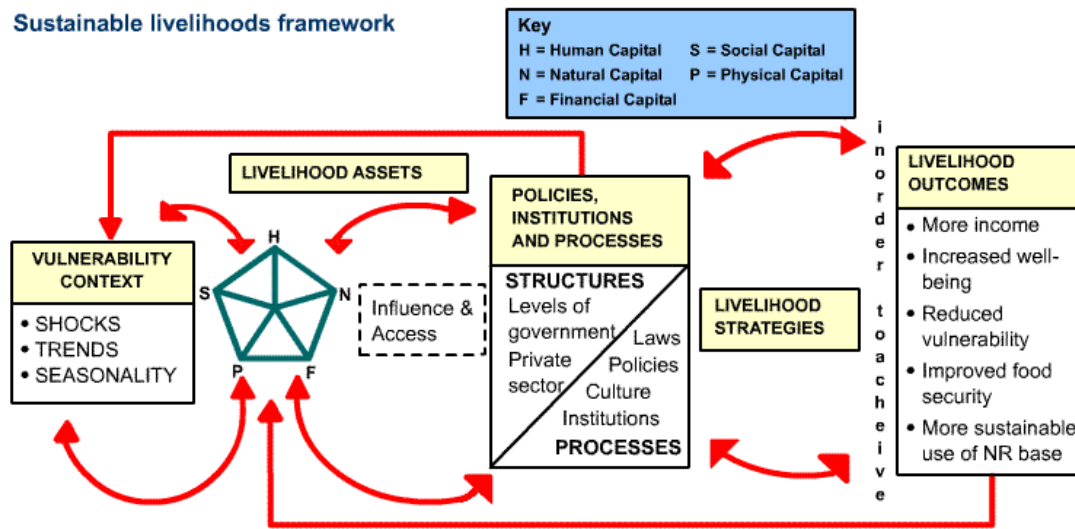 Sustainable livelihoods framework
Key
H = Human Capital S = Social Capital
N = Natural Capital P = Physical Capital
F = Financial Capital
LIVELIHOOD ASSETS
VULNERABILITY
CONTEXT
• SHOCKS
• TRENDS
• SEASONALITY
H
S
N
P
F
Influence &
Access
POLICIES,
INSTITUTIONS
AND PROCESSES
STRUCTURES
Levels of
government
Private
sector
Laws
Policies
Culture
Institutions
PROCESSES
LIVELIHOOD
STRATEGIES
inorder toacheive
LIVELIHOOD
OUTCOMES
• More income
• Increased well-
being
• Reduced
vulnerability
• Improved food
security
• More sustainable
use of NR base